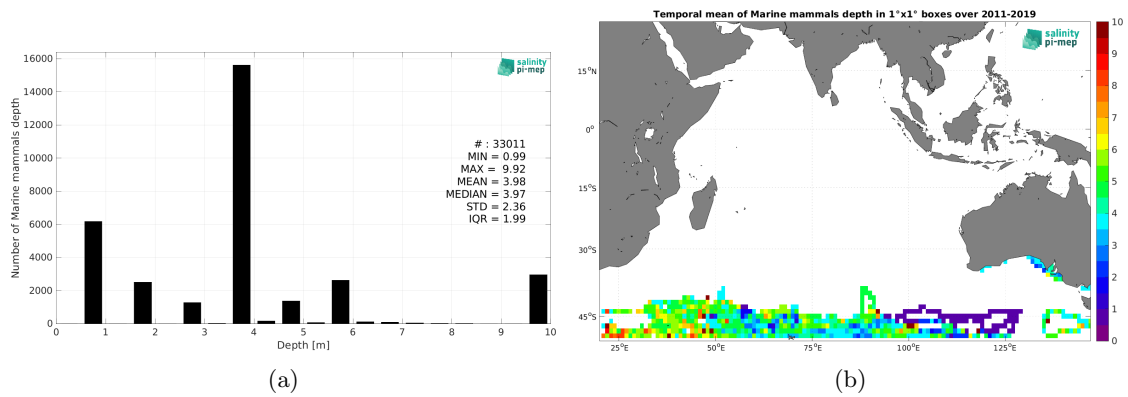 16000
14000
12000
10000
8000
6000
4000
2000
0
Number of Marine mammals depth
salinity
pi-mep
# : 33011
MIN = 0.99
MAX = 9.92
MEAN = 3.98
MEDIAN = 3.97
STD = 2.36
IQR = 1.99
0 1 2 3 4 5 6 7 8 9 10
Depth [m]
(a)
Temporal mean of Marine mammals depth in 1°x1° boxes over 2011-2019
salinity
pi-mep
15°N
0°
15°S
30°S
45°S
25°E 50°E 75°E 100°E 125°E
10
9
8
7
6
5
4
3
2
1
0
(b)